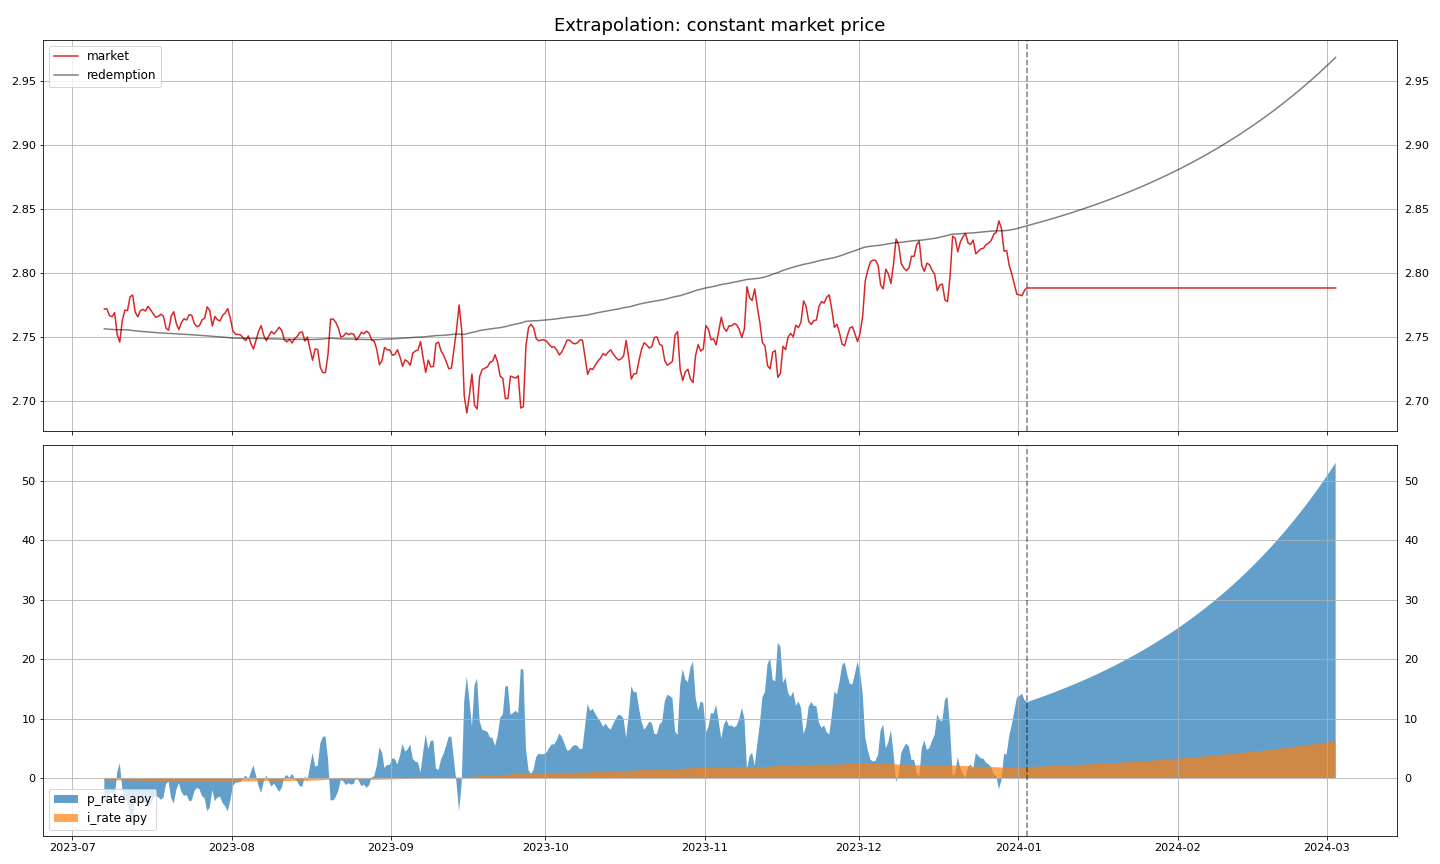 Extrapolation: constant market price
market
redemption
2.95 2.95
2.90 2.90
2.85 2.85
2.80 2.80
2.75 2.75
2.70 2.70
50 50
40 40
30 30
20 20
10 10
0 0
p_rate apy
i_rate apy
2023-07 2023-08 2023-09 2023-10 2023-11 2023-12 2024-01 2024-02 2024-03